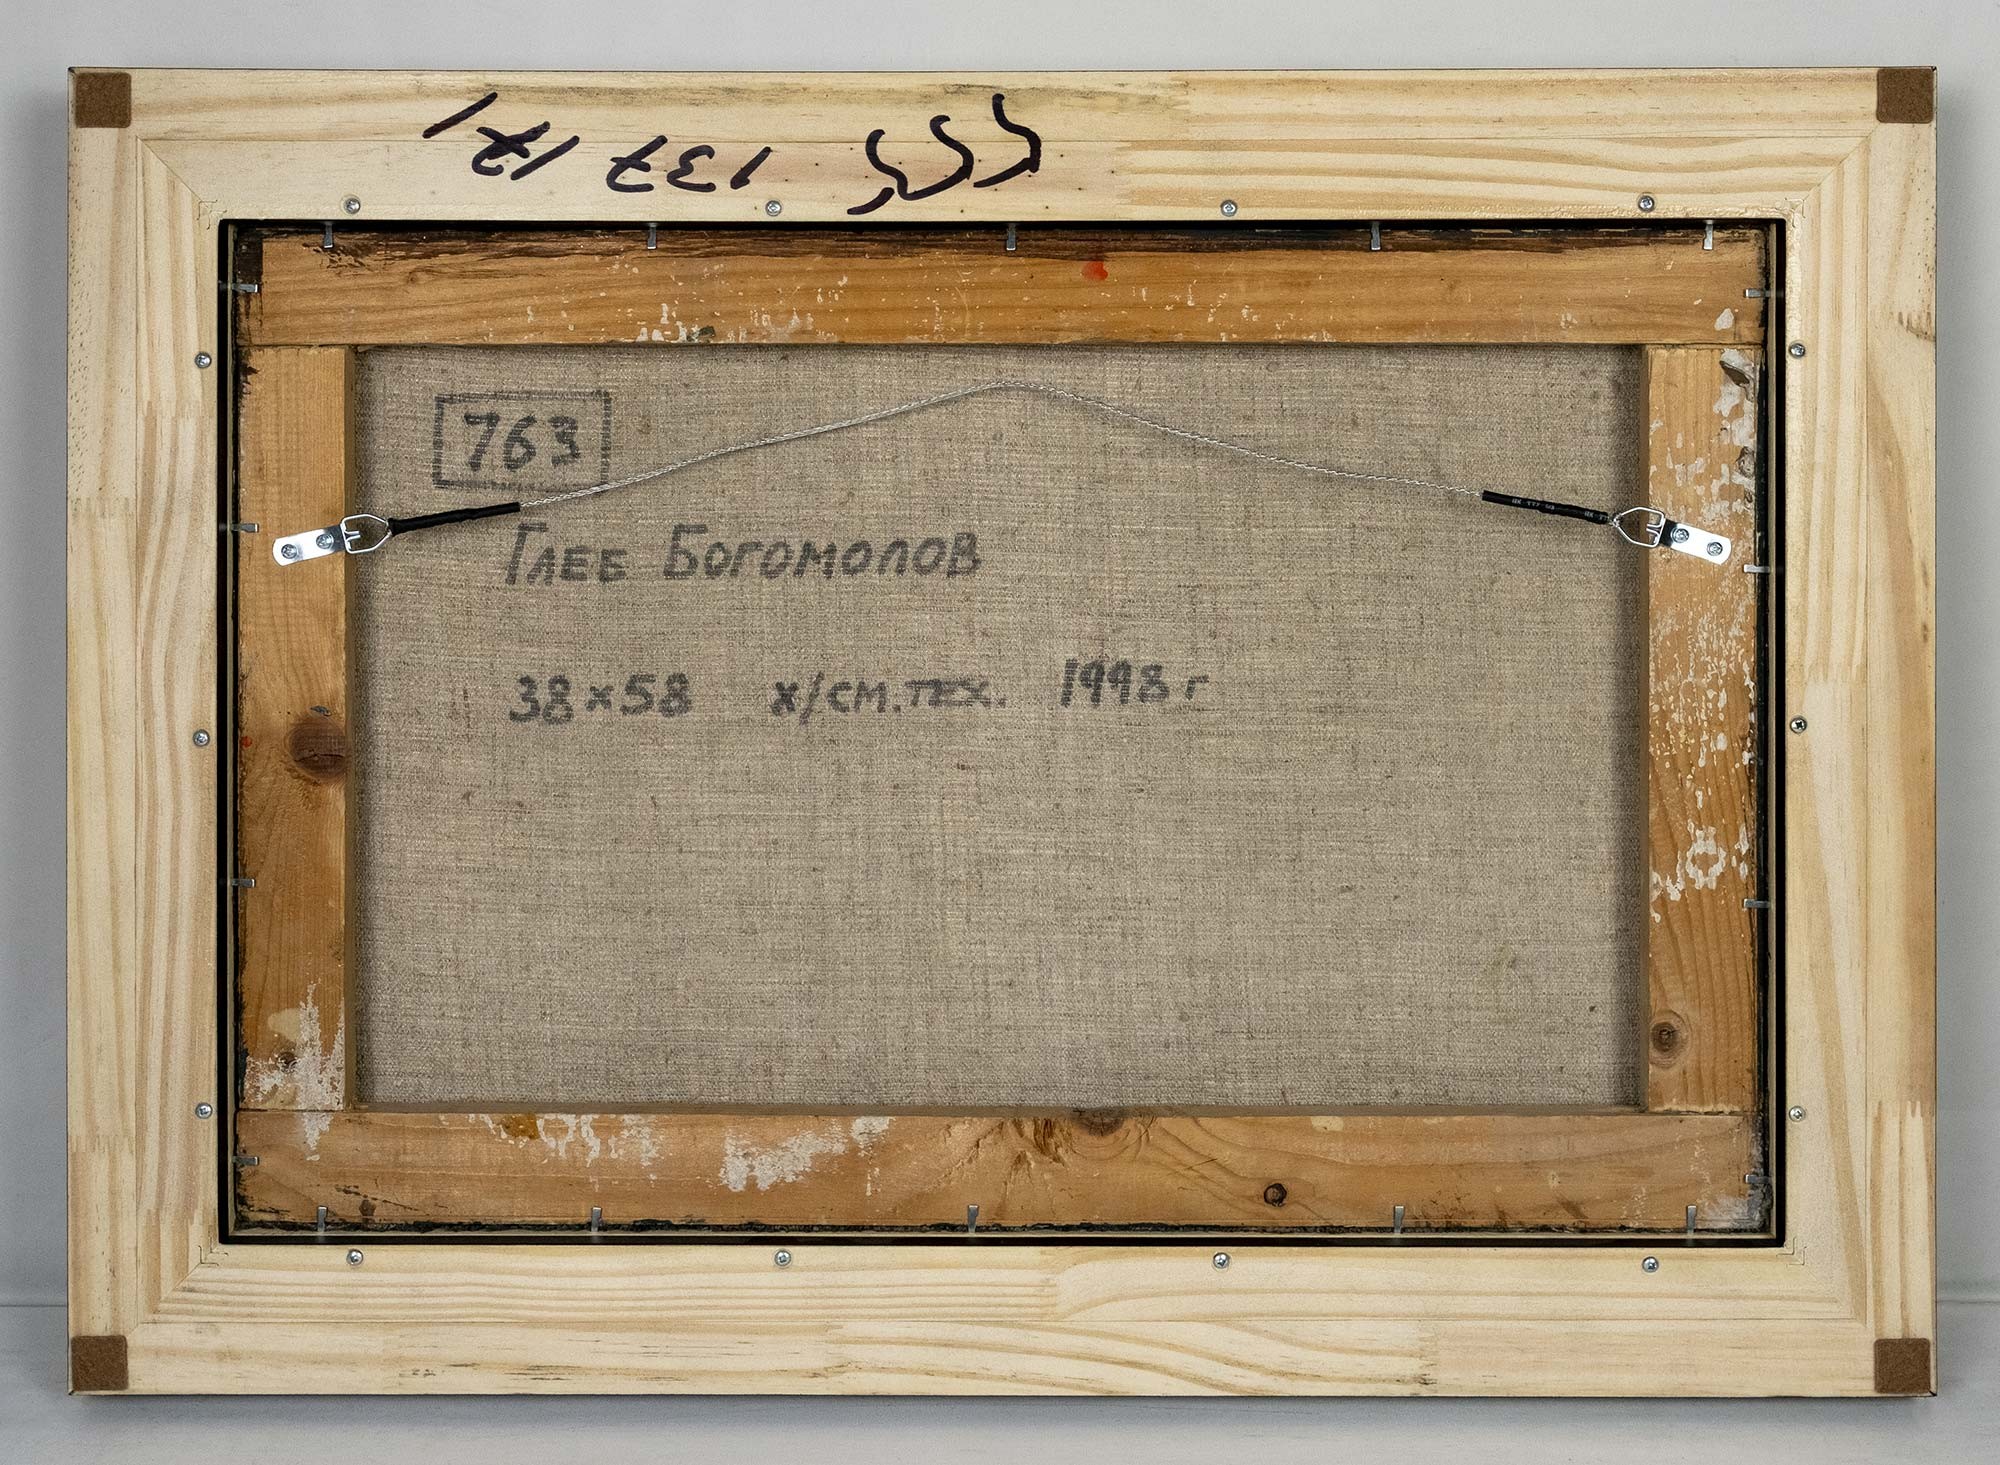 763
Глеб Богомолов
38×58 х/см.тех. 1998 г